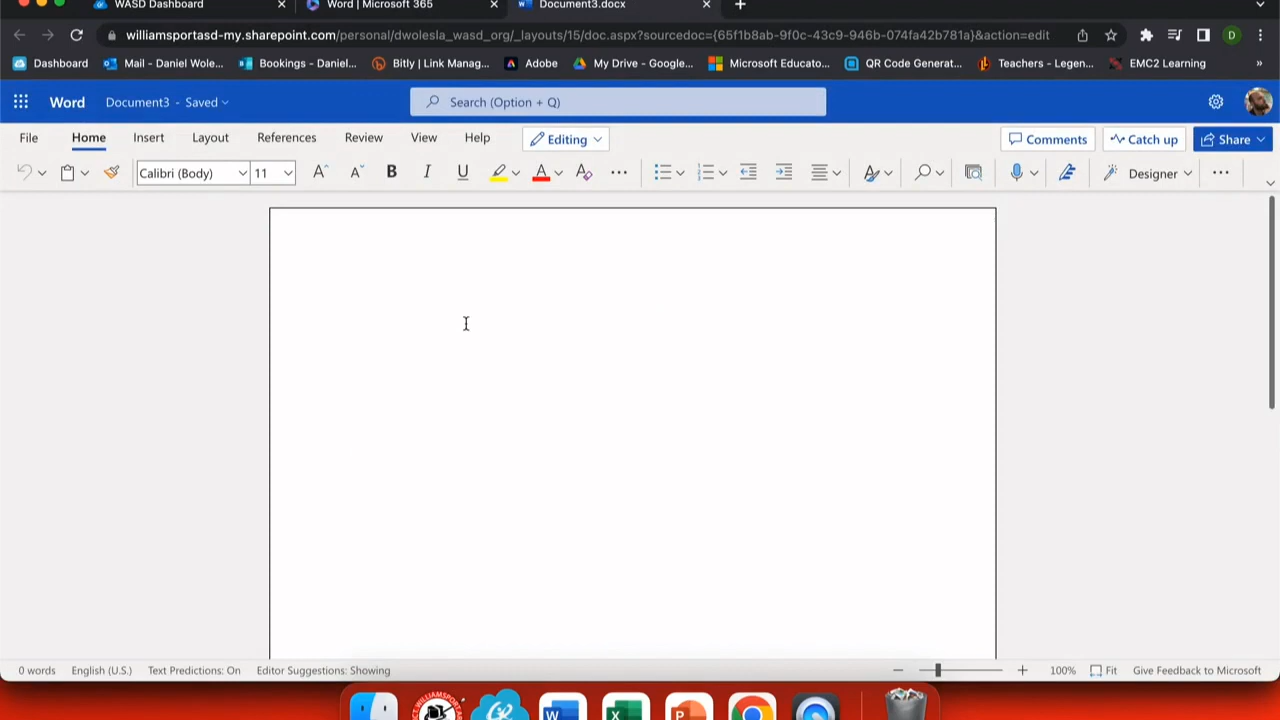 WASD Dashboard Word | Microsoft 365 Document3.docx
williamsportasd-my.sharepoint.com/personal/dwolesla_wasd_org/_layouts/15/doc.aspx?sourcedoc={65f1b8ab-9f0c-43c9-946b-074fa42b781a}&action=edit D
Dashboard Mail - Daniel Wole... Bookings - Daniel... Bitly | Link Manag... Adobe My Drive - Google... Microsoft Educato... QR Code Generat... Teachers - Legen... EMC2 Learning »
Word Document3 - Saved Search (Option + Q)
File Home Insert Layout References Review View Help Editing Comments Catch up Share
Calibri (Body) 11 A A B I U A A Designer
0 words English (U.S.) Text Predictions: On Editor Suggestions: Showing 100% Fit Give Feedback to Microsoft
W X P